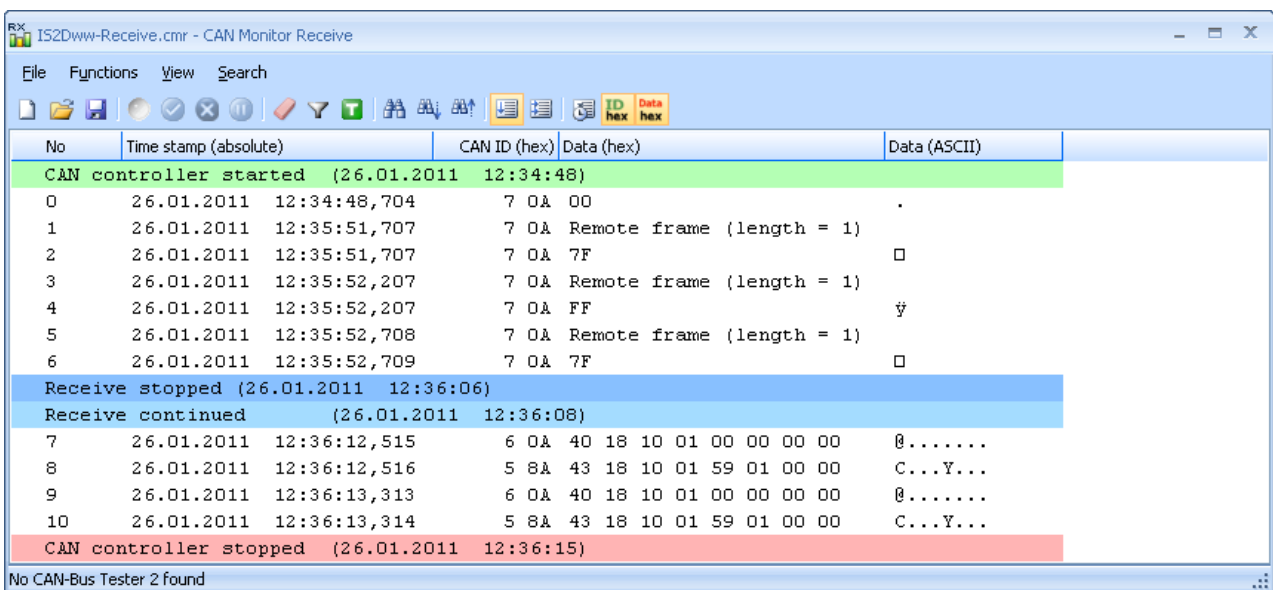 RX IS2Dww-Receive.cmr - CAN Monitor Receive
File Functions View Search
T ID hex Data hex
No Time stamp (absolute) CAN ID (hex) Data (hex) Data (ASCII)
CAN controller started (26.01.2011 12:34:48)
0 26.01.2011 12:34:48,704 7 0A 00 .
1 26.01.2011 12:35:51,707 7 0A Remote frame (length = 1)
2 26.01.2011 12:35:51,707 7 0A 7F □
3 26.01.2011 12:35:52,207 7 0A Remote frame (length = 1)
4 26.01.2011 12:35:52,207 7 0A FF ÿ
5 26.01.2011 12:35:52,708 7 0A Remote frame (length = 1)
6 26.01.2011 12:35:52,709 7 0A 7F □
Receive stopped (26.01.2011 12:36:06)
Receive continued (26.01.2011 12:36:08)
7 26.01.2011 12:36:12,515 6 0A 40 18 10 01 00 00 00 00 @.......
8 26.01.2011 12:36:12,516 5 8A 43 18 10 01 59 01 00 00 C...Y...
9 26.01.2011 12:36:13,313 6 0A 40 18 10 01 00 00 00 00 @.......
10 26.01.2011 12:36:13,314 5 8A 43 18 10 01 59 01 00 00 C...Y...
CAN controller stopped (26.01.2011 12:36:15)
No CAN-Bus Tester 2 found